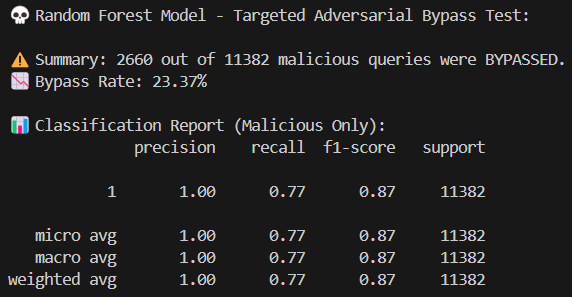 💀 Random Forest Model - Targeted Adversarial Bypass Test:
⚠️ Summary: 2660 out of 11382 malicious queries were BYPASSED.
📉 Bypass Rate: 23.37%
📊 Classification Report (Malicious Only):
precision recall f1-score support
1 1.00 0.77 0.87 11382
micro avg 1.00 0.77 0.87 11382
macro avg 1.00 0.77 0.87 11382
weighted avg 1.00 0.77 0.87 11382